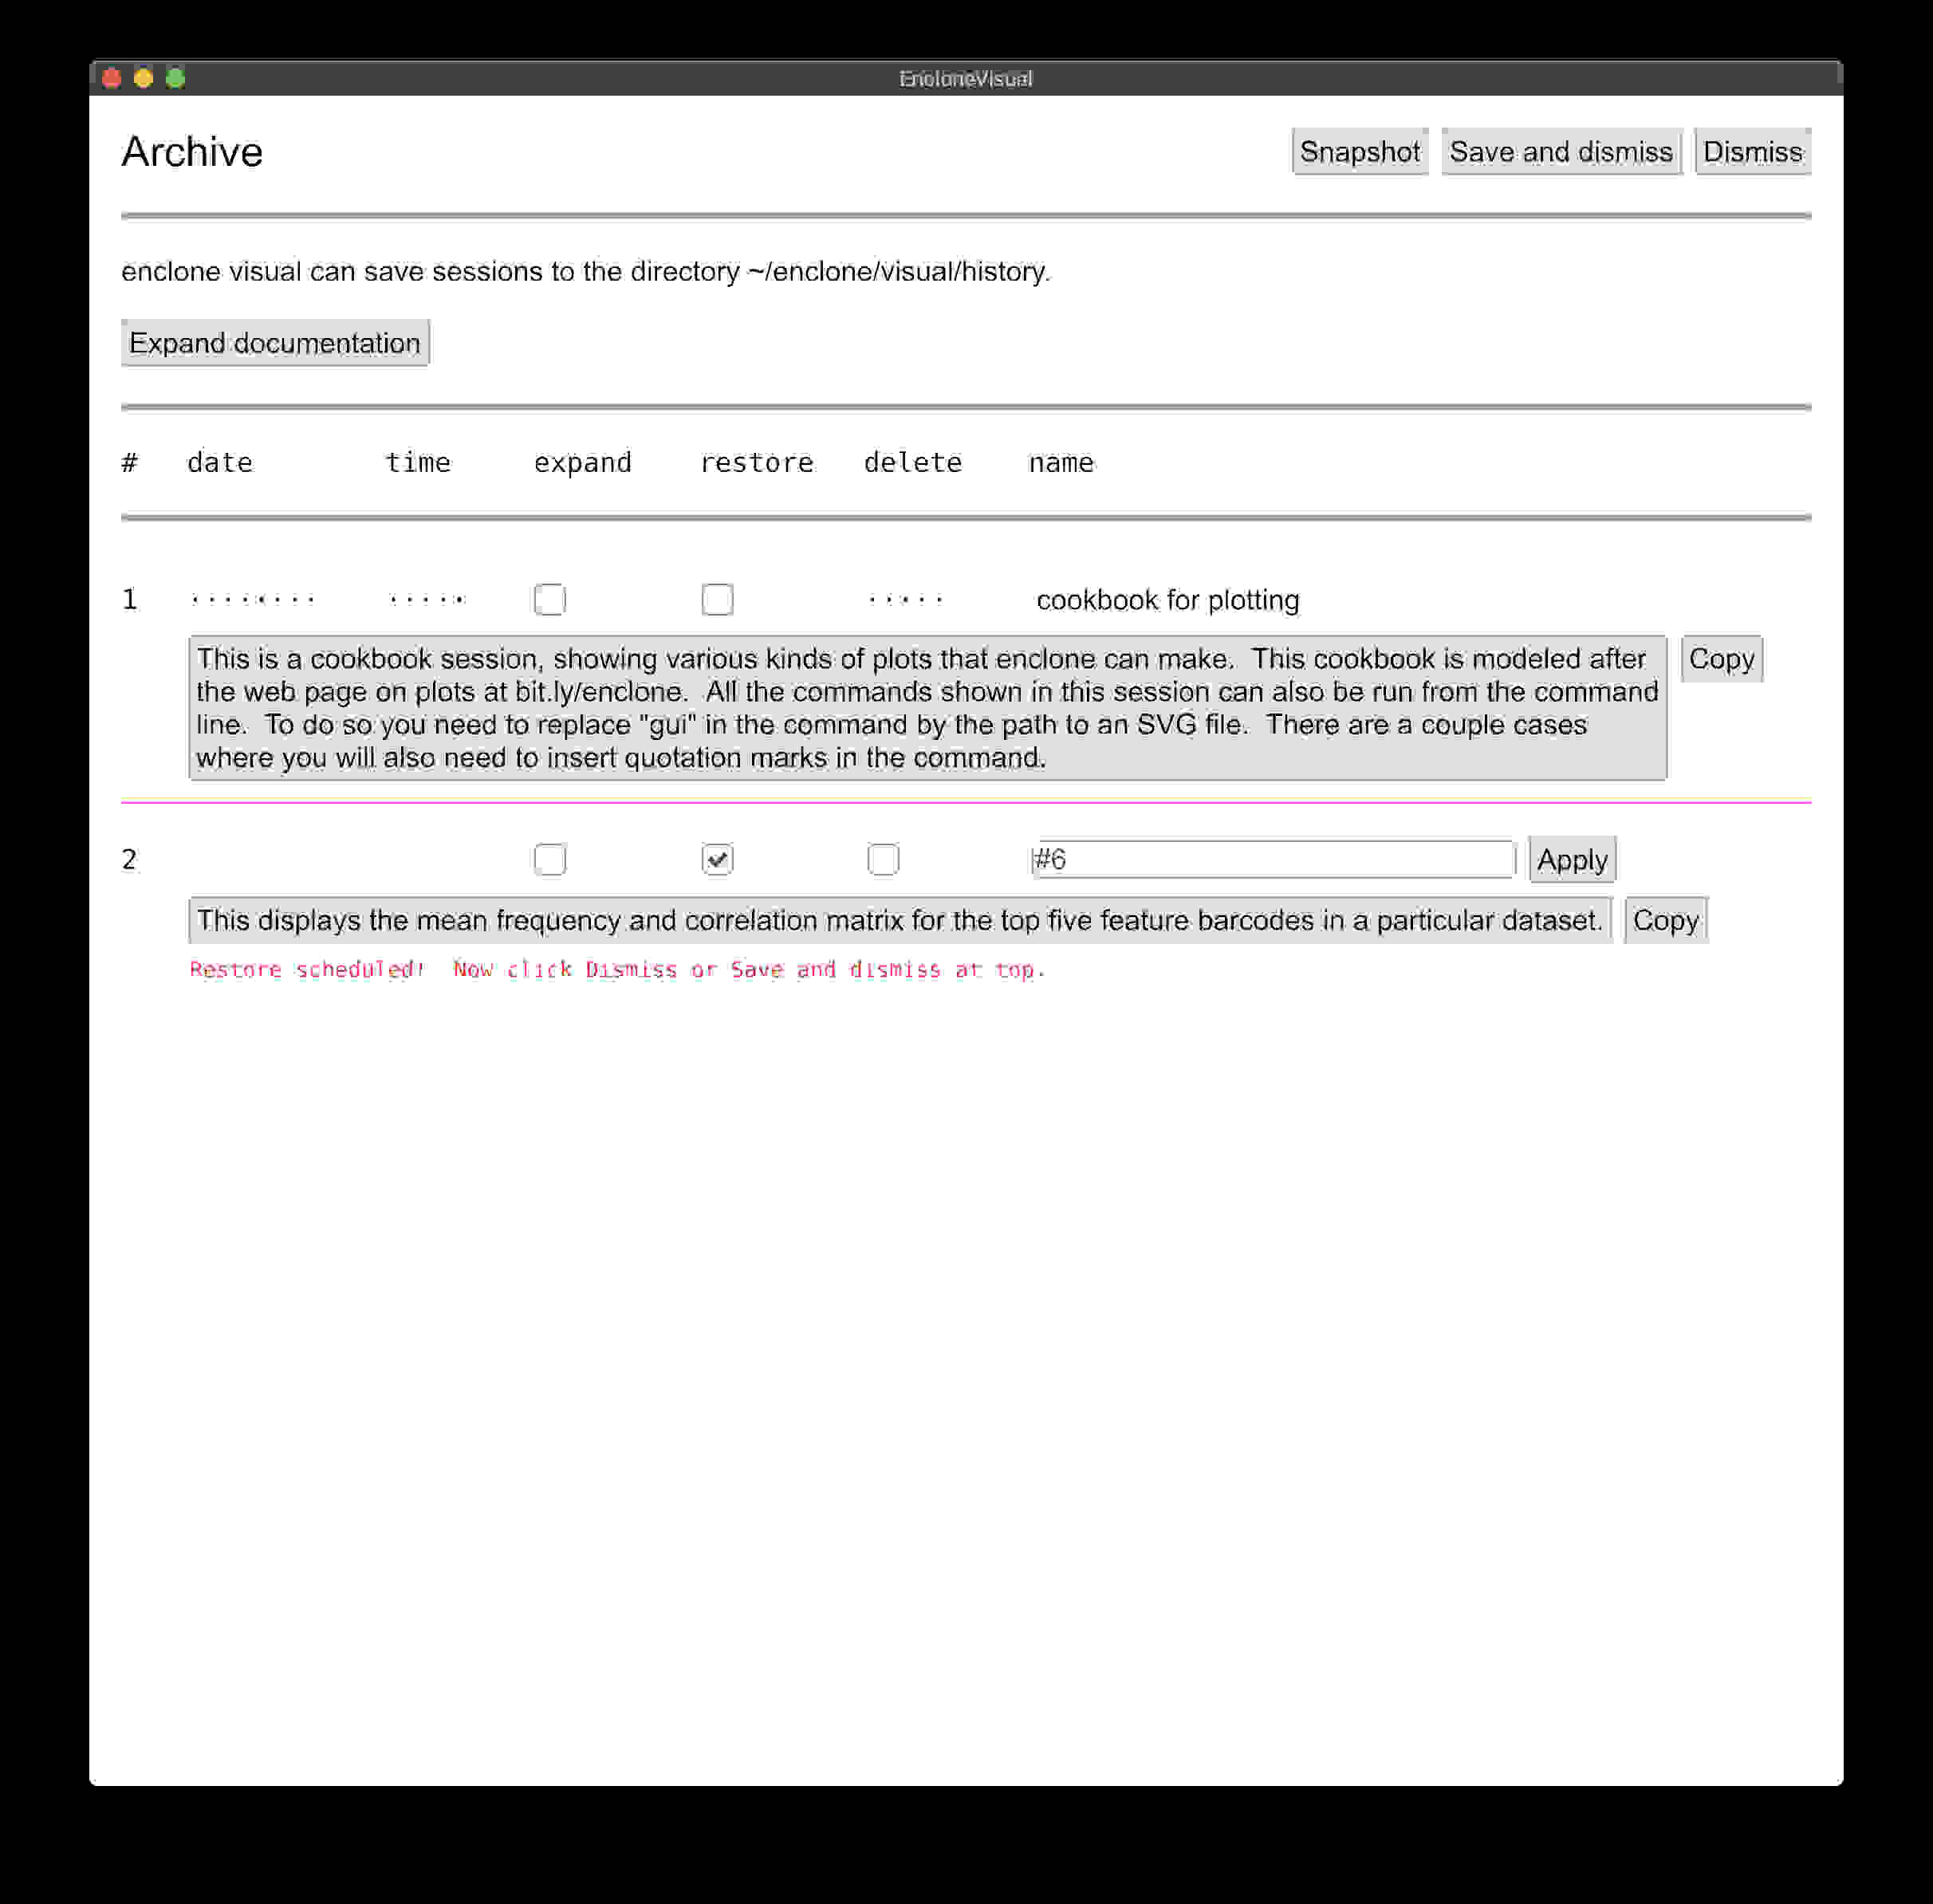 EncloneVisual
Archive Snapshot Save and dismiss Dismiss
enclone visual can save sessions to the directory ~/enclone/visual/history.
Expand documentation
# date time expand restore delete name
1 ········ ····· ····· cookbook for plotting
This is a cookbook session, showing various kinds of plots that enclone can make.  This cookbook is modeled after Copy
the web page on plots at bit.ly/enclone.  All the commands shown in this session can also be run from the command
line.  To do so you need to replace "gui" in the command by the path to an SVG file.  There are a couple cases
where you will also need to insert quotation marks in the command.
2 #6 Apply
This displays the mean frequency and correlation matrix for the top five feature barcodes in a particular dataset. Copy
Restore scheduled!  Now click Dismiss or Save and dismiss at top.